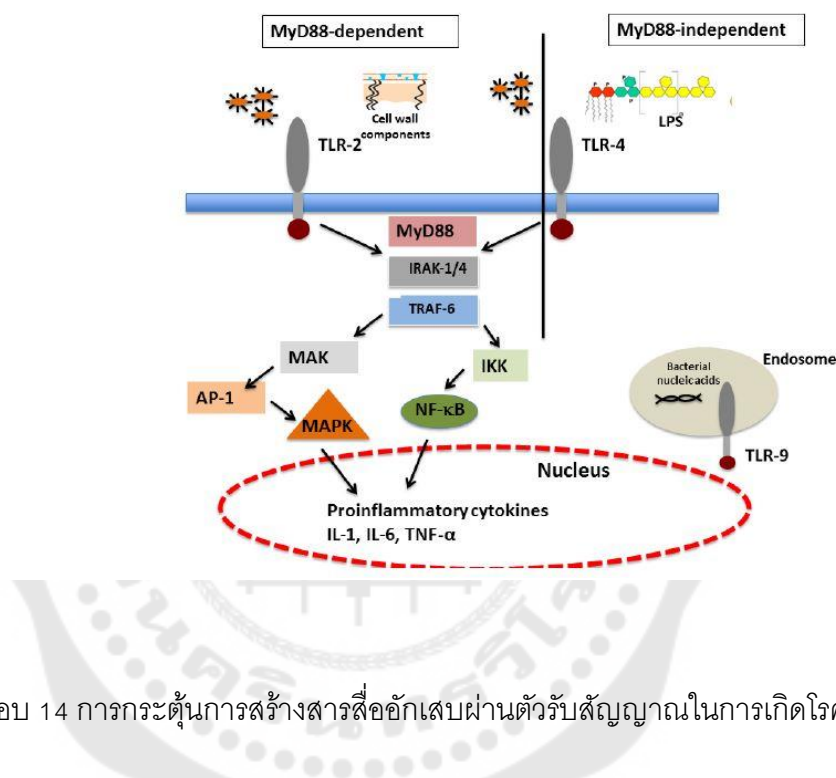 MyD88-dependent
MyD88-independent
Cell wall
components
LPS
TLR-2
TLR-4
MyD88
IRAK-1/4
TRAF-6
MAK
IKK
AP-1
MAPK
NF-κB
Endosome
Bacterial
nucleic acids
TLR-9
Nucleus
Proinflammatory cytokines
IL-1, IL-6, TNF-α
อบ 14 การกระตุ้นการสร้างสารสื่ออักเสบผ่านตัวรับสัญญาณในการเกิดโรค